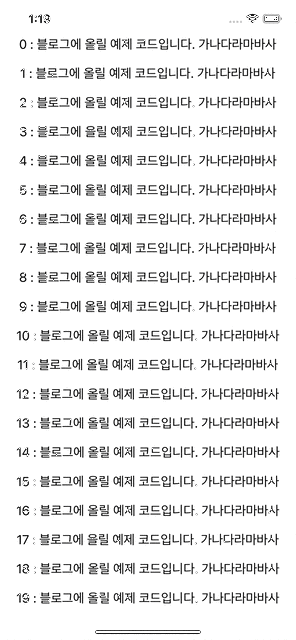 1:13
0 : 블로그에 올릴 예제 코드입니다. 가나다라마바사
1 : 블로그에 올릴 예제 코드입니다. 가나다라마바사
2 : 블로그에 올릴 예제 코드입니다. 가나다라마바사
3 : 블로그에 올릴 예제 코드입니다. 가나다라마바사
4 : 블로그에 올릴 예제 코드입니다. 가나다라마바사
5 : 블로그에 올릴 예제 코드입니다. 가나다라마바사
6 : 블로그에 올릴 예제 코드입니다. 가나다라마바사
7 : 블로그에 올릴 예제 코드입니다. 가나다라마바사
8 : 블로그에 올릴 예제 코드입니다. 가나다라마바사
9 : 블로그에 올릴 예제 코드입니다. 가나다라마바사
10 : 블로그에 올릴 예제 코드입니다. 가나다라마바사
11 : 블로그에 올릴 예제 코드입니다. 가나다라마바사
12 : 블로그에 올릴 예제 코드입니다. 가나다라마바사
13 : 블로그에 올릴 예제 코드입니다. 가나다라마바사
14 : 블로그에 올릴 예제 코드입니다. 가나다라마바사
15 : 블로그에 올릴 예제 코드입니다. 가나다라마바사
16 : 블로그에 올릴 예제 코드입니다. 가나다라마바사
17 : 블로그에 올릴 예제 코드입니다. 가나다라마바사
18 : 블로그에 올릴 예제 코드입니다. 가나다라마바사
19 : 블로그에 올릴 예제 코드입니다. 가나다라마바사